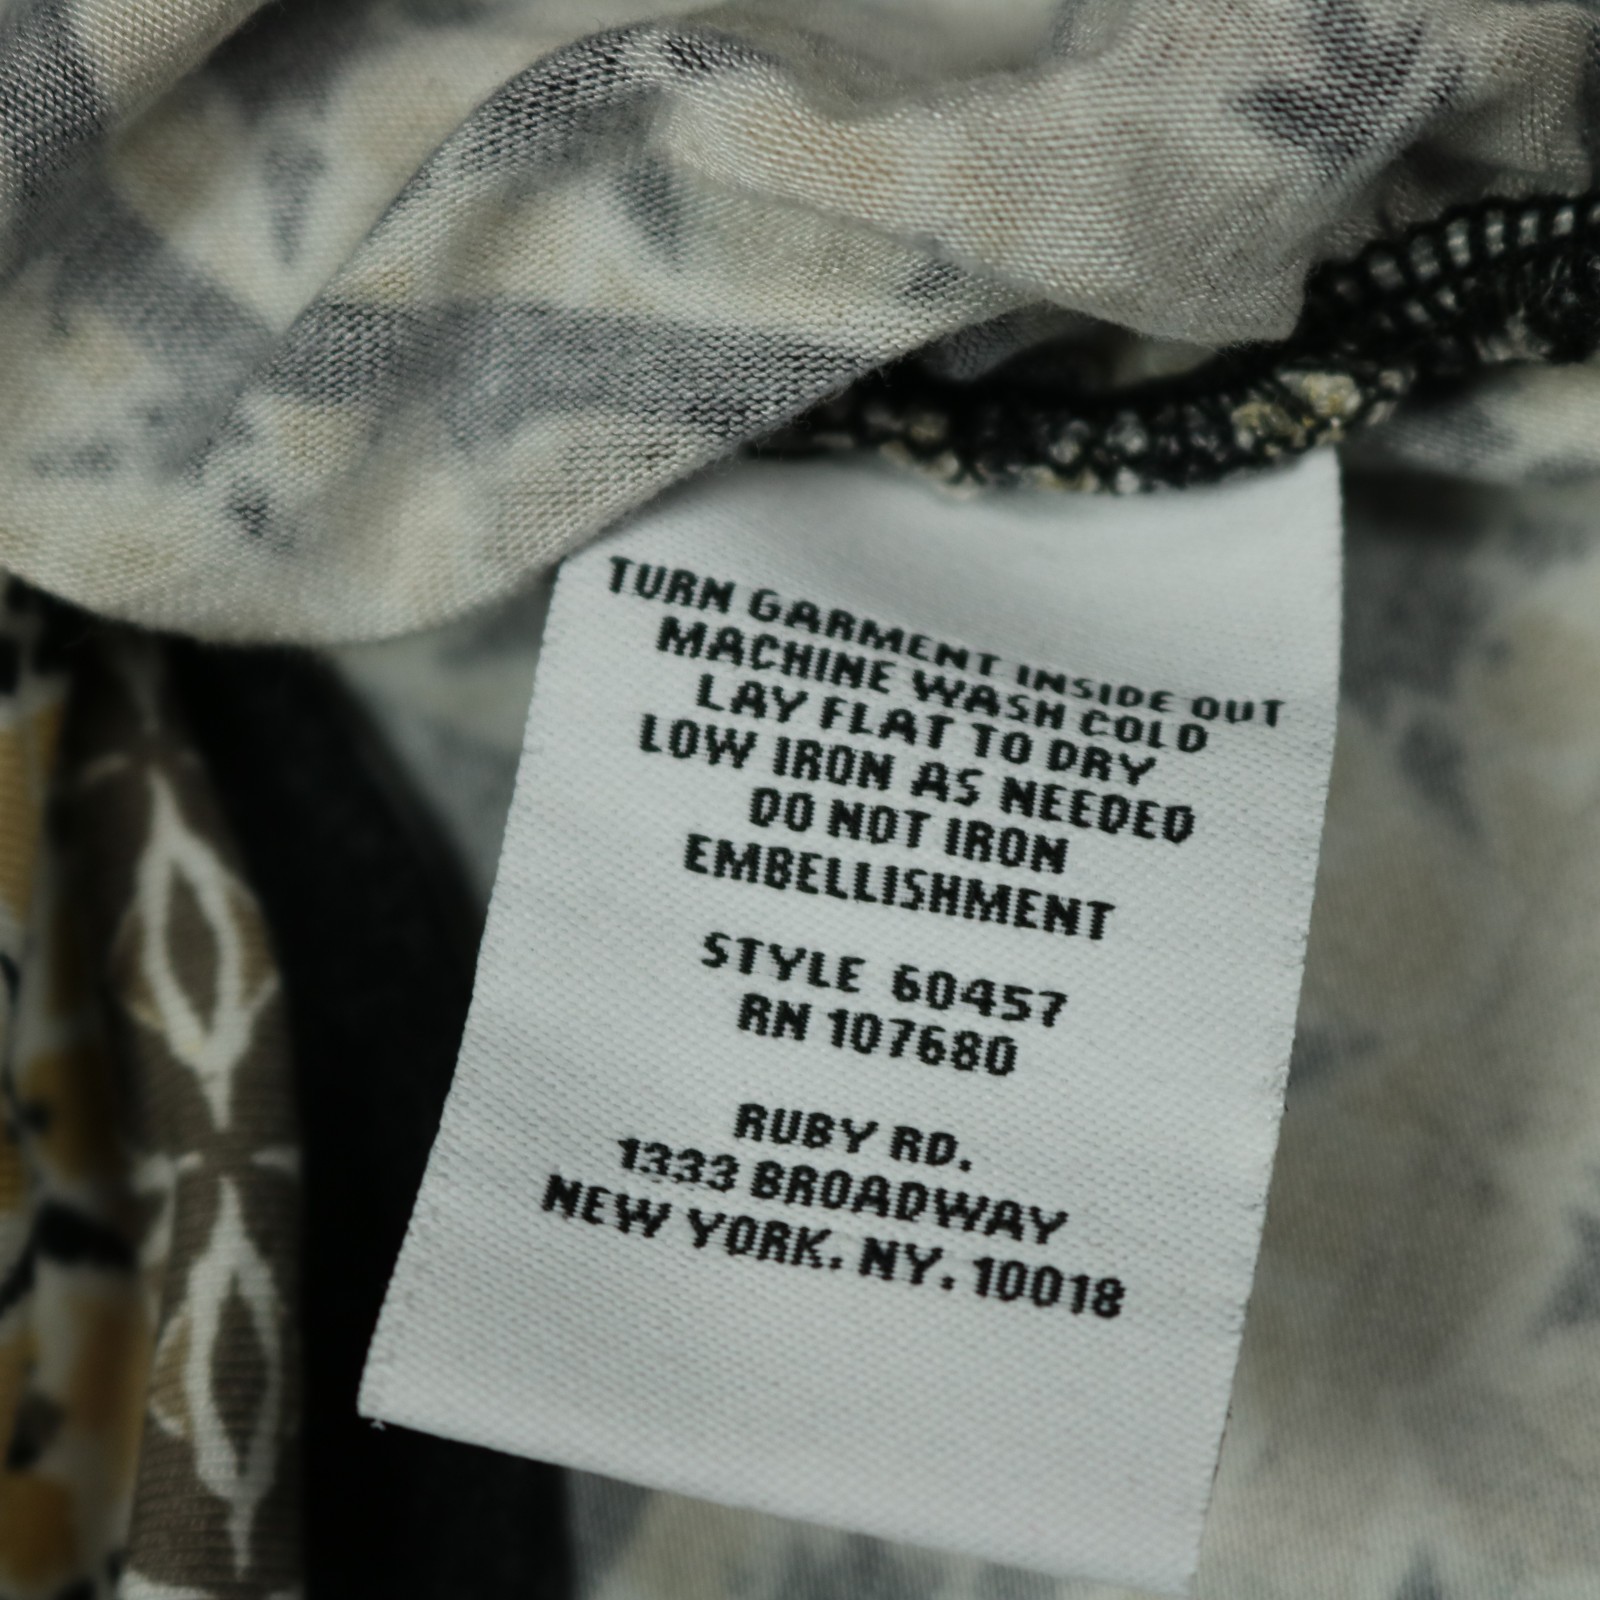 TURN GARMENT INSIDE OUT
MACHINE WASH COLD
LAY FLAT TO DRY
LOW IRON AS NEEDED
DO NOT IRON
EMBELLISHMENT
STYLE 60457
RN 107680
RUBY RD.
1333 BROADWAY
NEW YORK. NY. 10018